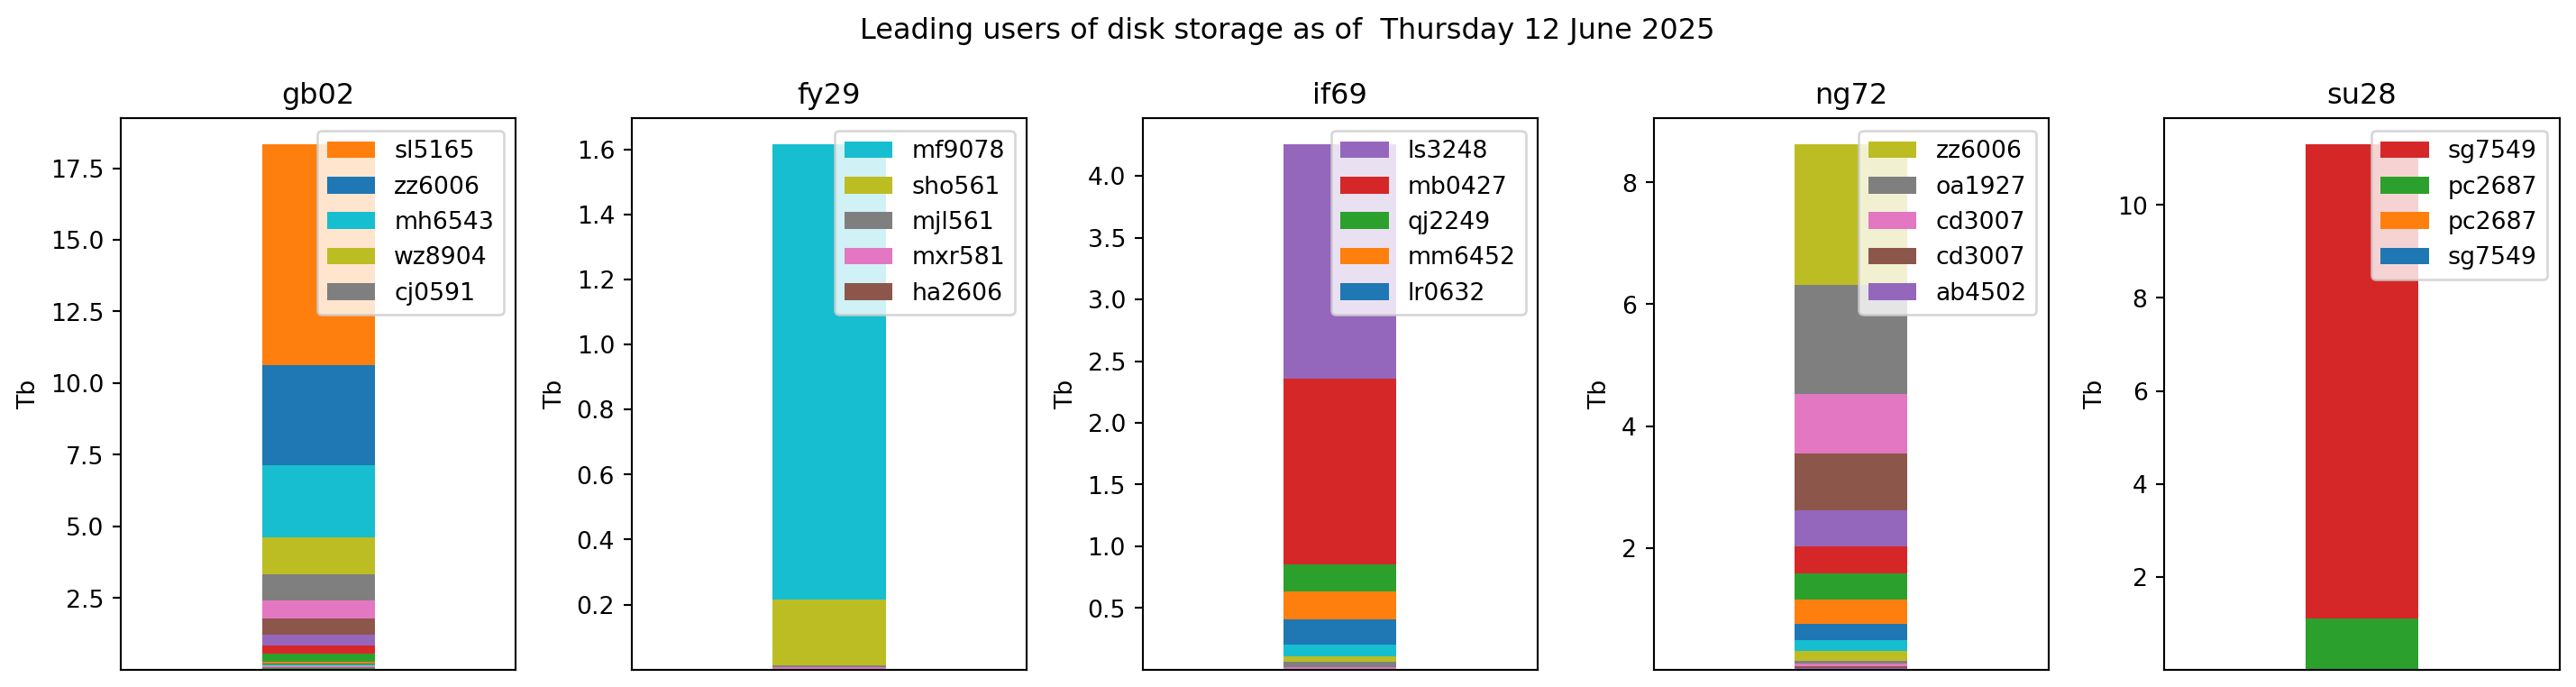 Leading users of disk storage as of  Thursday 12 June 2025
gb02
Tb
17.5
15.0
12.5
10.0
7.5
5.0
2.5
sl5165
zz6006
mh6543
wz8904
cj0591
fy29
Tb
1.6
1.4
1.2
1.0
0.8
0.6
0.4
0.2
mf9078
sho561
mjl561
mxr581
ha2606
if69
Tb
4.0
3.5
3.0
2.5
2.0
1.5
1.0
0.5
ls3248
mb0427
qj2249
mm6452
lr0632
ng72
Tb
8
6
4
2
zz6006
oa1927
cd3007
cd3007
ab4502
su28
Tb
10
8
6
4
2
sg7549
pc2687
pc2687
sg7549